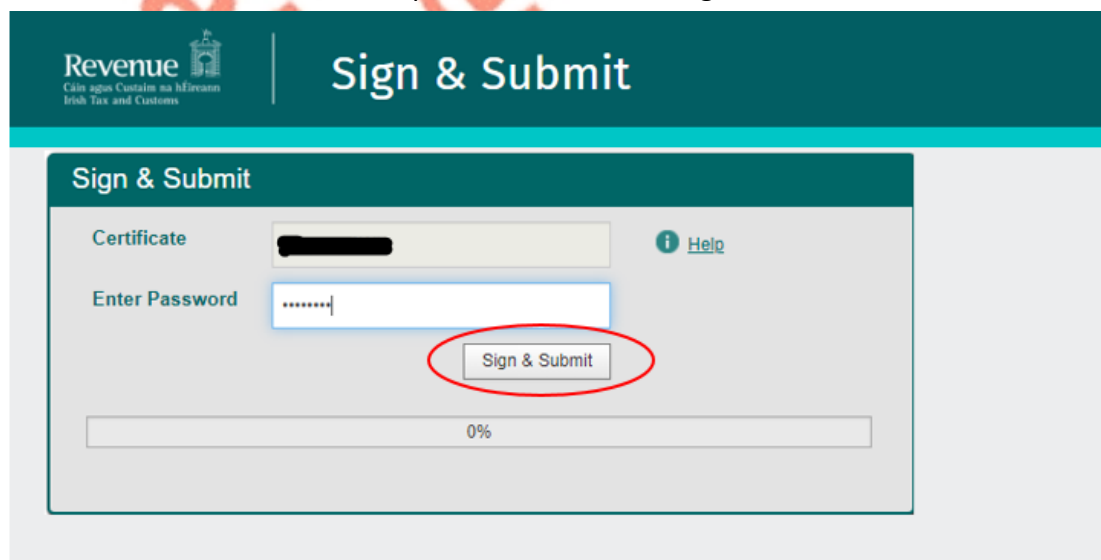 Revenue
Cáin agus Custaim na hÉireann
Irish Tax and Customs
Sign & Submit
Sign & Submit
Certificate
Help
Enter Password
Sign & Submit
0%